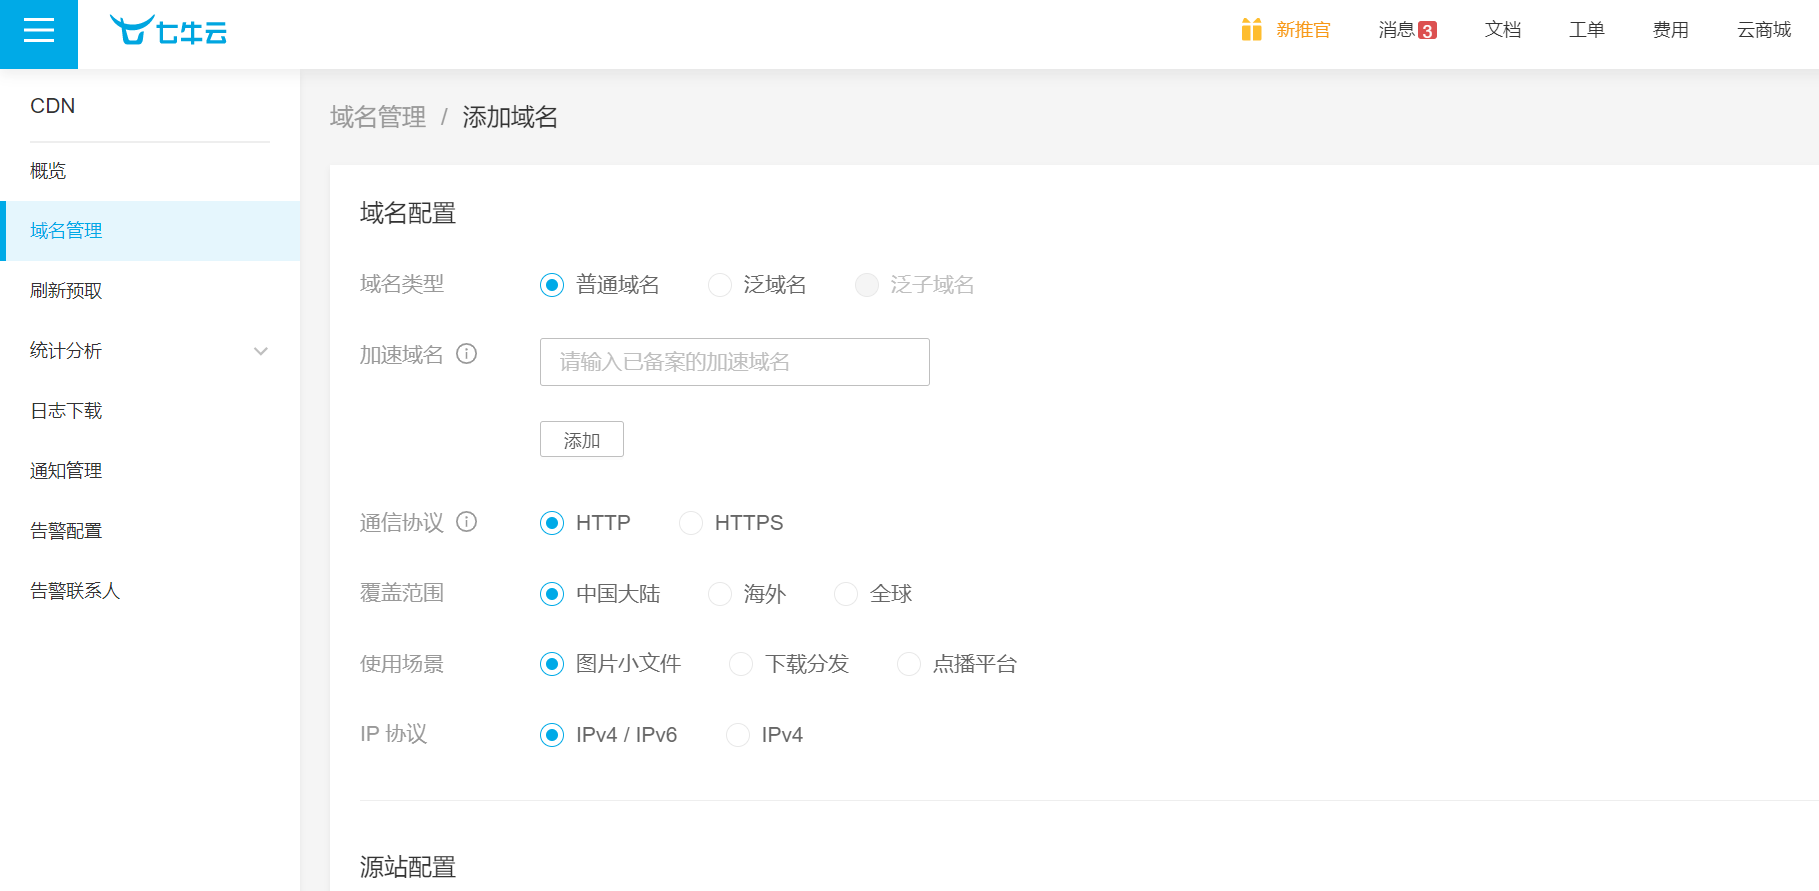 七牛云
新推官 消息 3 文档 工单 费用 云商城
CDN
概览
域名管理
刷新预取
统计分析
日志下载
通知管理
告警配置
告警联系人
域名管理 / 添加域名
域名配置
域名类型 普通域名 泛域名 泛子域名
加速域名 请输入已备案的加速域名
添加
通信协议 HTTP HTTPS
覆盖范围 中国大陆 海外 全球
使用场景 图片小文件 下载分发 点播平台
IP 协议 IPv4 / IPv6 IPv4
源站配置